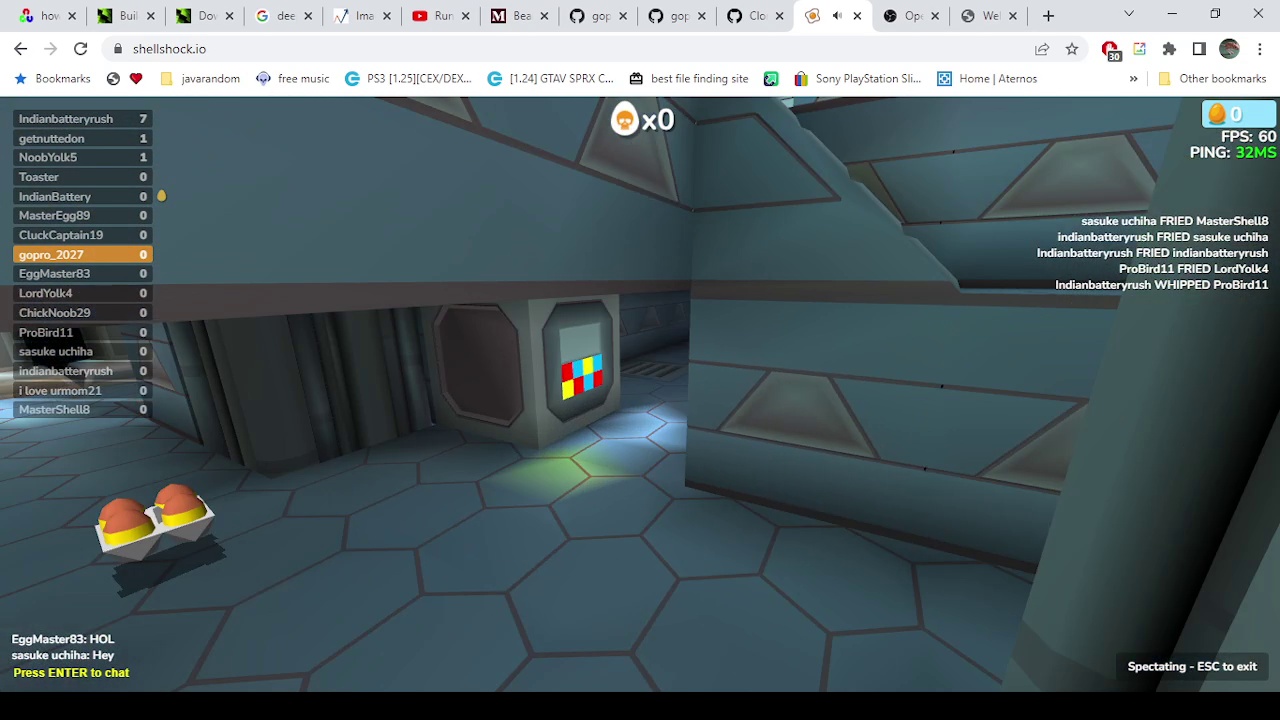 how
Buil
Dov
dee
Ima
Run
Bea
gop
gop
Clo
Ope
Wel
shellshock.io
30
Bookmarks
javarandom
free music
PS3 [1.25][CEX/DEX...
[1.24] GTAV SPRX C...
best file finding site
Sony PlayStation Sli...
Home | Aternos
»
Other bookmarks
Indianbatteryrush 7
getnuttedon 1
NoobYolk5 1
Toaster 0
IndianBattery 0
MasterEgg89 0
CluckCaptain19 0
gopro_2027 0
EggMaster83 0
LordYolk4 0
ChickNoob29 0
ProBird11 0
sasuke uchiha 0
indianbatteryrush 0
i love urmom21 0
MasterShell8 0
x0
0
FPS: 60
PING: 32MS
sasuke uchiha FRIED MasterShell8
indianbatteryrush FRIED sasuke uchiha
Indianbatteryrush FRIED indianbatteryrush
ProBird11 FRIED LordYolk4
Indianbatteryrush WHIPPED ProBird11
EggMaster83: HOL
sasuke uchiha: Hey
Press ENTER to chat
Spectating - ESC to exit